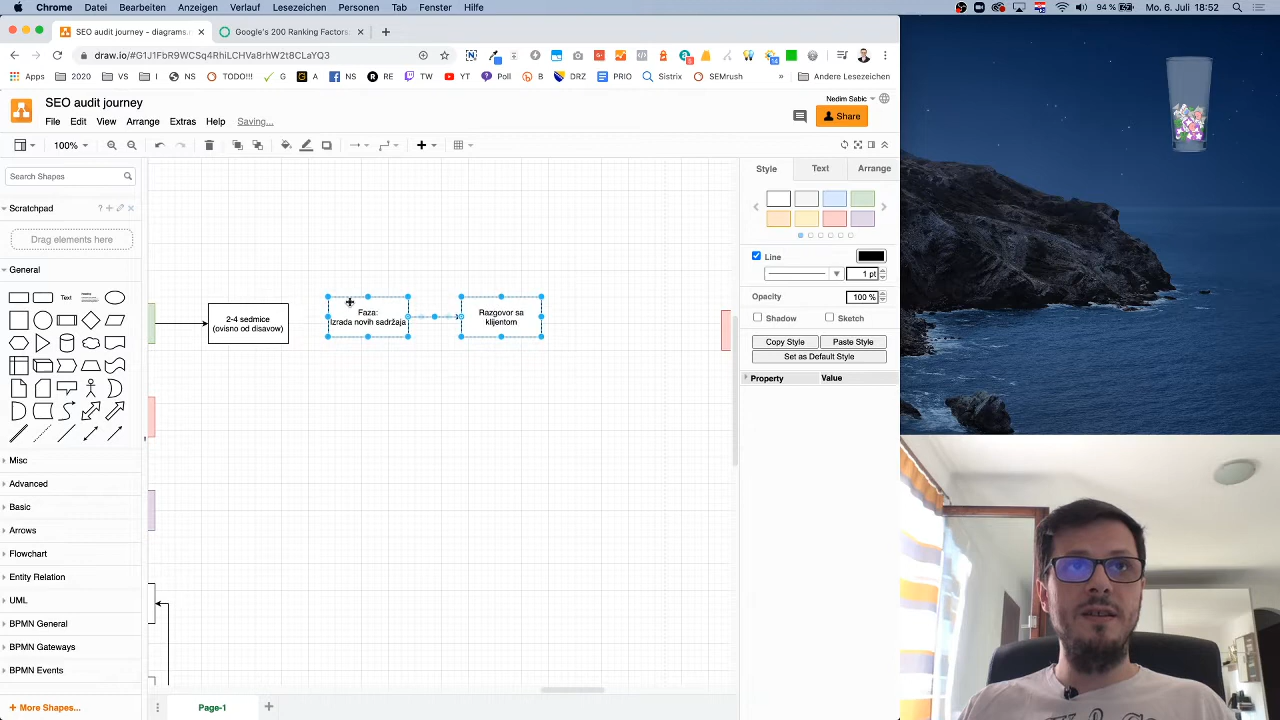 Chrome Datei Bearbeiten Anzeigen Verlauf Lesezeichen Personen Tab Fenster Hilfe
94 % Mo. 6. Juli 18:52
SEO audit journey - diagrams.
Google's 200 Ranking Factors:
draw.io/#G1J1FbR9WCSq4RhiLCHVa8rhW2t8CLaYQ3
Apps 2020 VS NS TODO!!! G A NS RE TW YT Poll B DRZ PRIO Sistrix SEMrush » Andere Lesezeichen
SEO audit journey
Nedim Sabic
File Edit View Arrange Extras Help Saving...
Share
100%
Search Shapes
Style Text Arrange
Scratchpad
Drag elements here
General
Text
Line
1 pt
Opacity 100 %
Shadow Sketch
Copy Style Paste Style
Set as Default Style
Property Value
2-4 sedmice
(ovisno od disavow)
Faza:
izrada novih sadržaja
Razgovor sa
klijentom
Misc
Advanced
Basic
Arrows
Flowchart
Entity Relation
UML
BPMN General
BPMN Gateways
BPMN Events
+ More Shapes...
Page-1